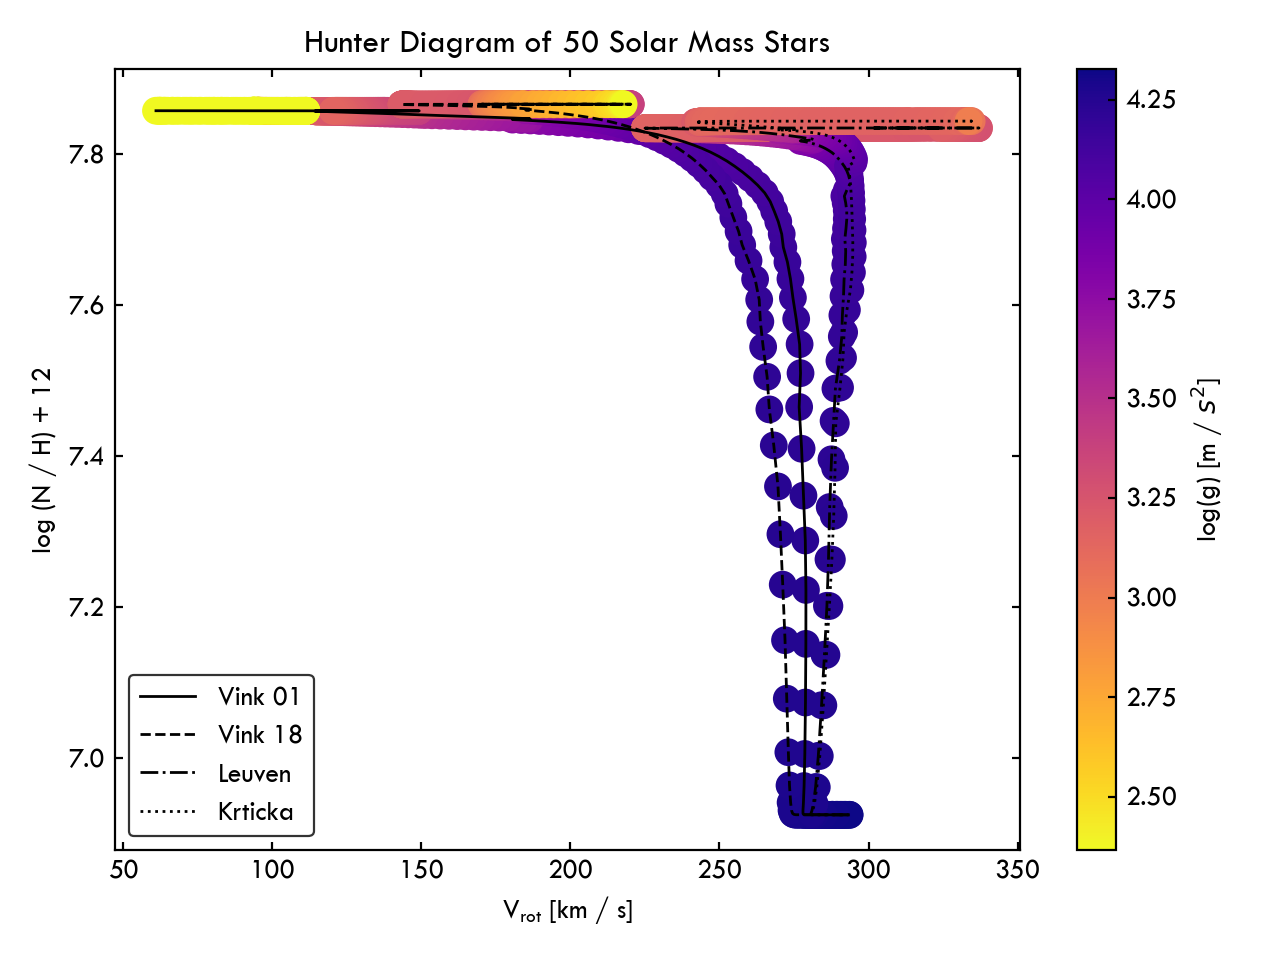 Hunter Diagram of 50 Solar Mass Stars
log (N / H) + 12
7.8
7.6
7.4
7.2
7.0
Vink 01
Vink 18
Leuven
Krticka
50 100 150 200 250 300 350
V_rot [km / s]
4.25
4.00
3.75
3.50
3.25
3.00
2.75
2.50
log(g) [m / s²]